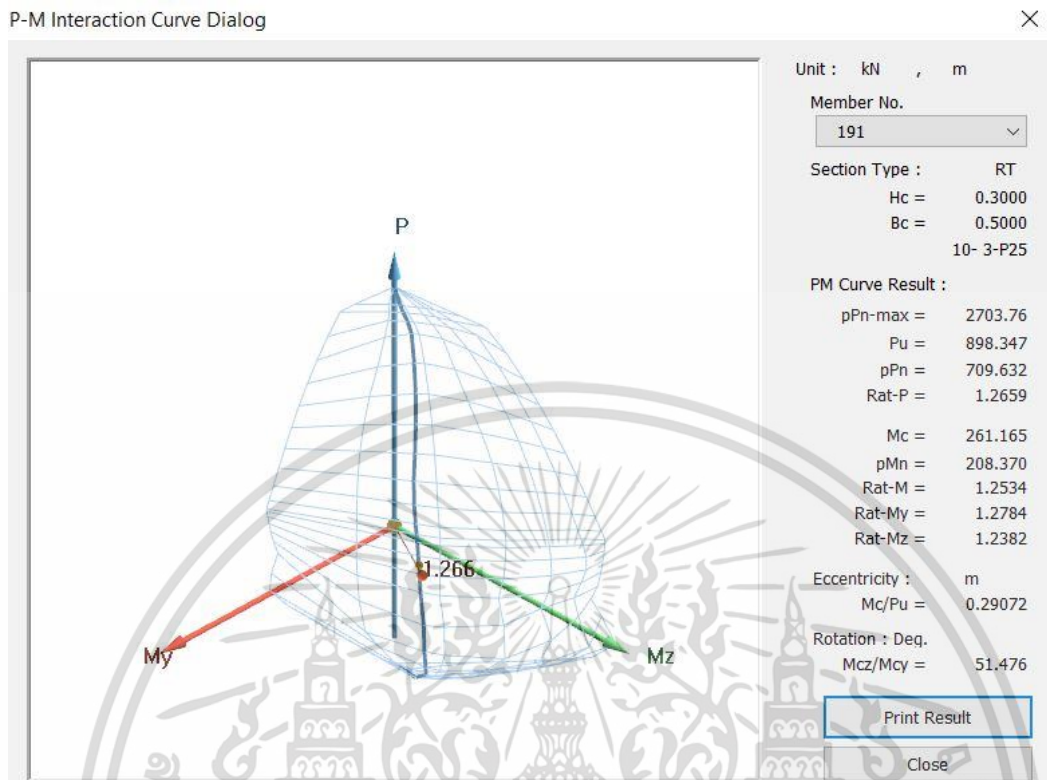 P-M Interaction Curve Dialog
P
1.266
My
Mz
Unit : kN , m
Member No.
191
Section Type : RT
Hc = 0.3000
Bc = 0.5000
10- 3-P25
PM Curve Result :
pPn-max = 2703.76
Pu = 898.347
pPn = 709.632
Rat-P = 1.2659
Mc = 261.165
pMn = 208.370
Rat-M = 1.2534
Rat-My = 1.2784
Rat-Mz = 1.2382
Eccentricity : m
Mc/Pu = 0.29072
Rotation : Deg.
Mcz/Mcy = 51.476
Print Result
Close